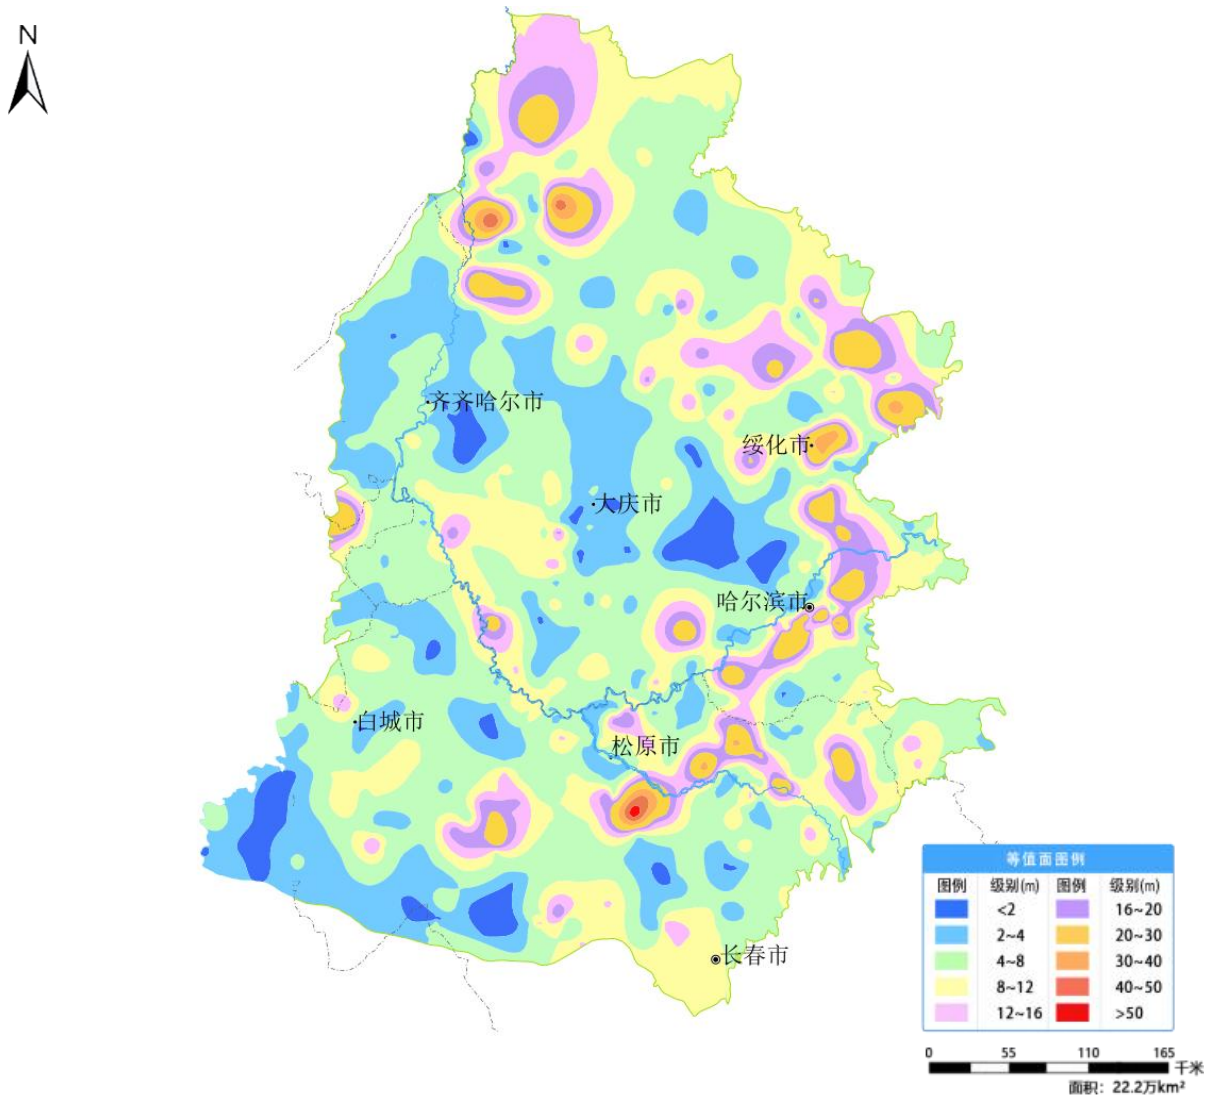 N
齐齐哈尔市
绥化市
大庆市
哈尔滨市
白城市
松原市
长春市
等值面图例
图例 级别(m) 图例 级别(m)
<2 16~20
2~4 20~30
4~8 30~40
8~12 40~50
12~16 >50
0 55 110 165
千米
面积：22.2万km²